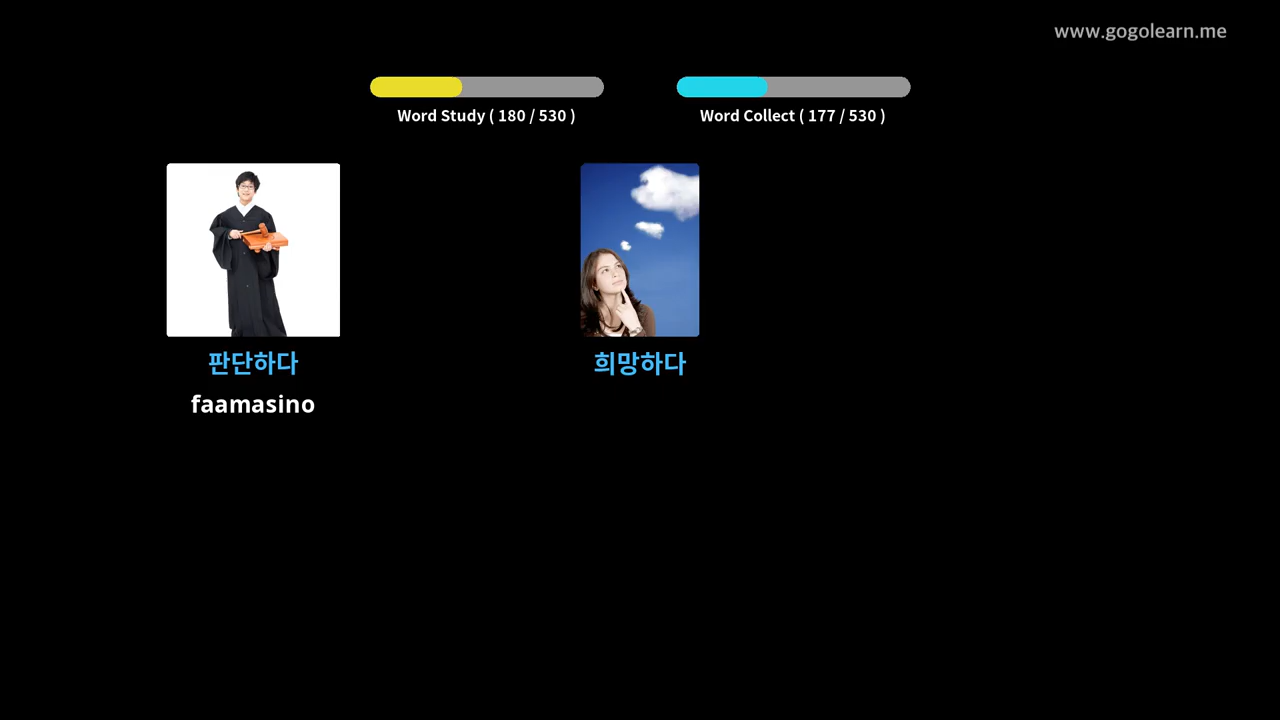 www.gogolearn.me
Word Study ( 180 / 530 )
Word Collect ( 177 / 530 )
판단하다
희망하다
faamasino